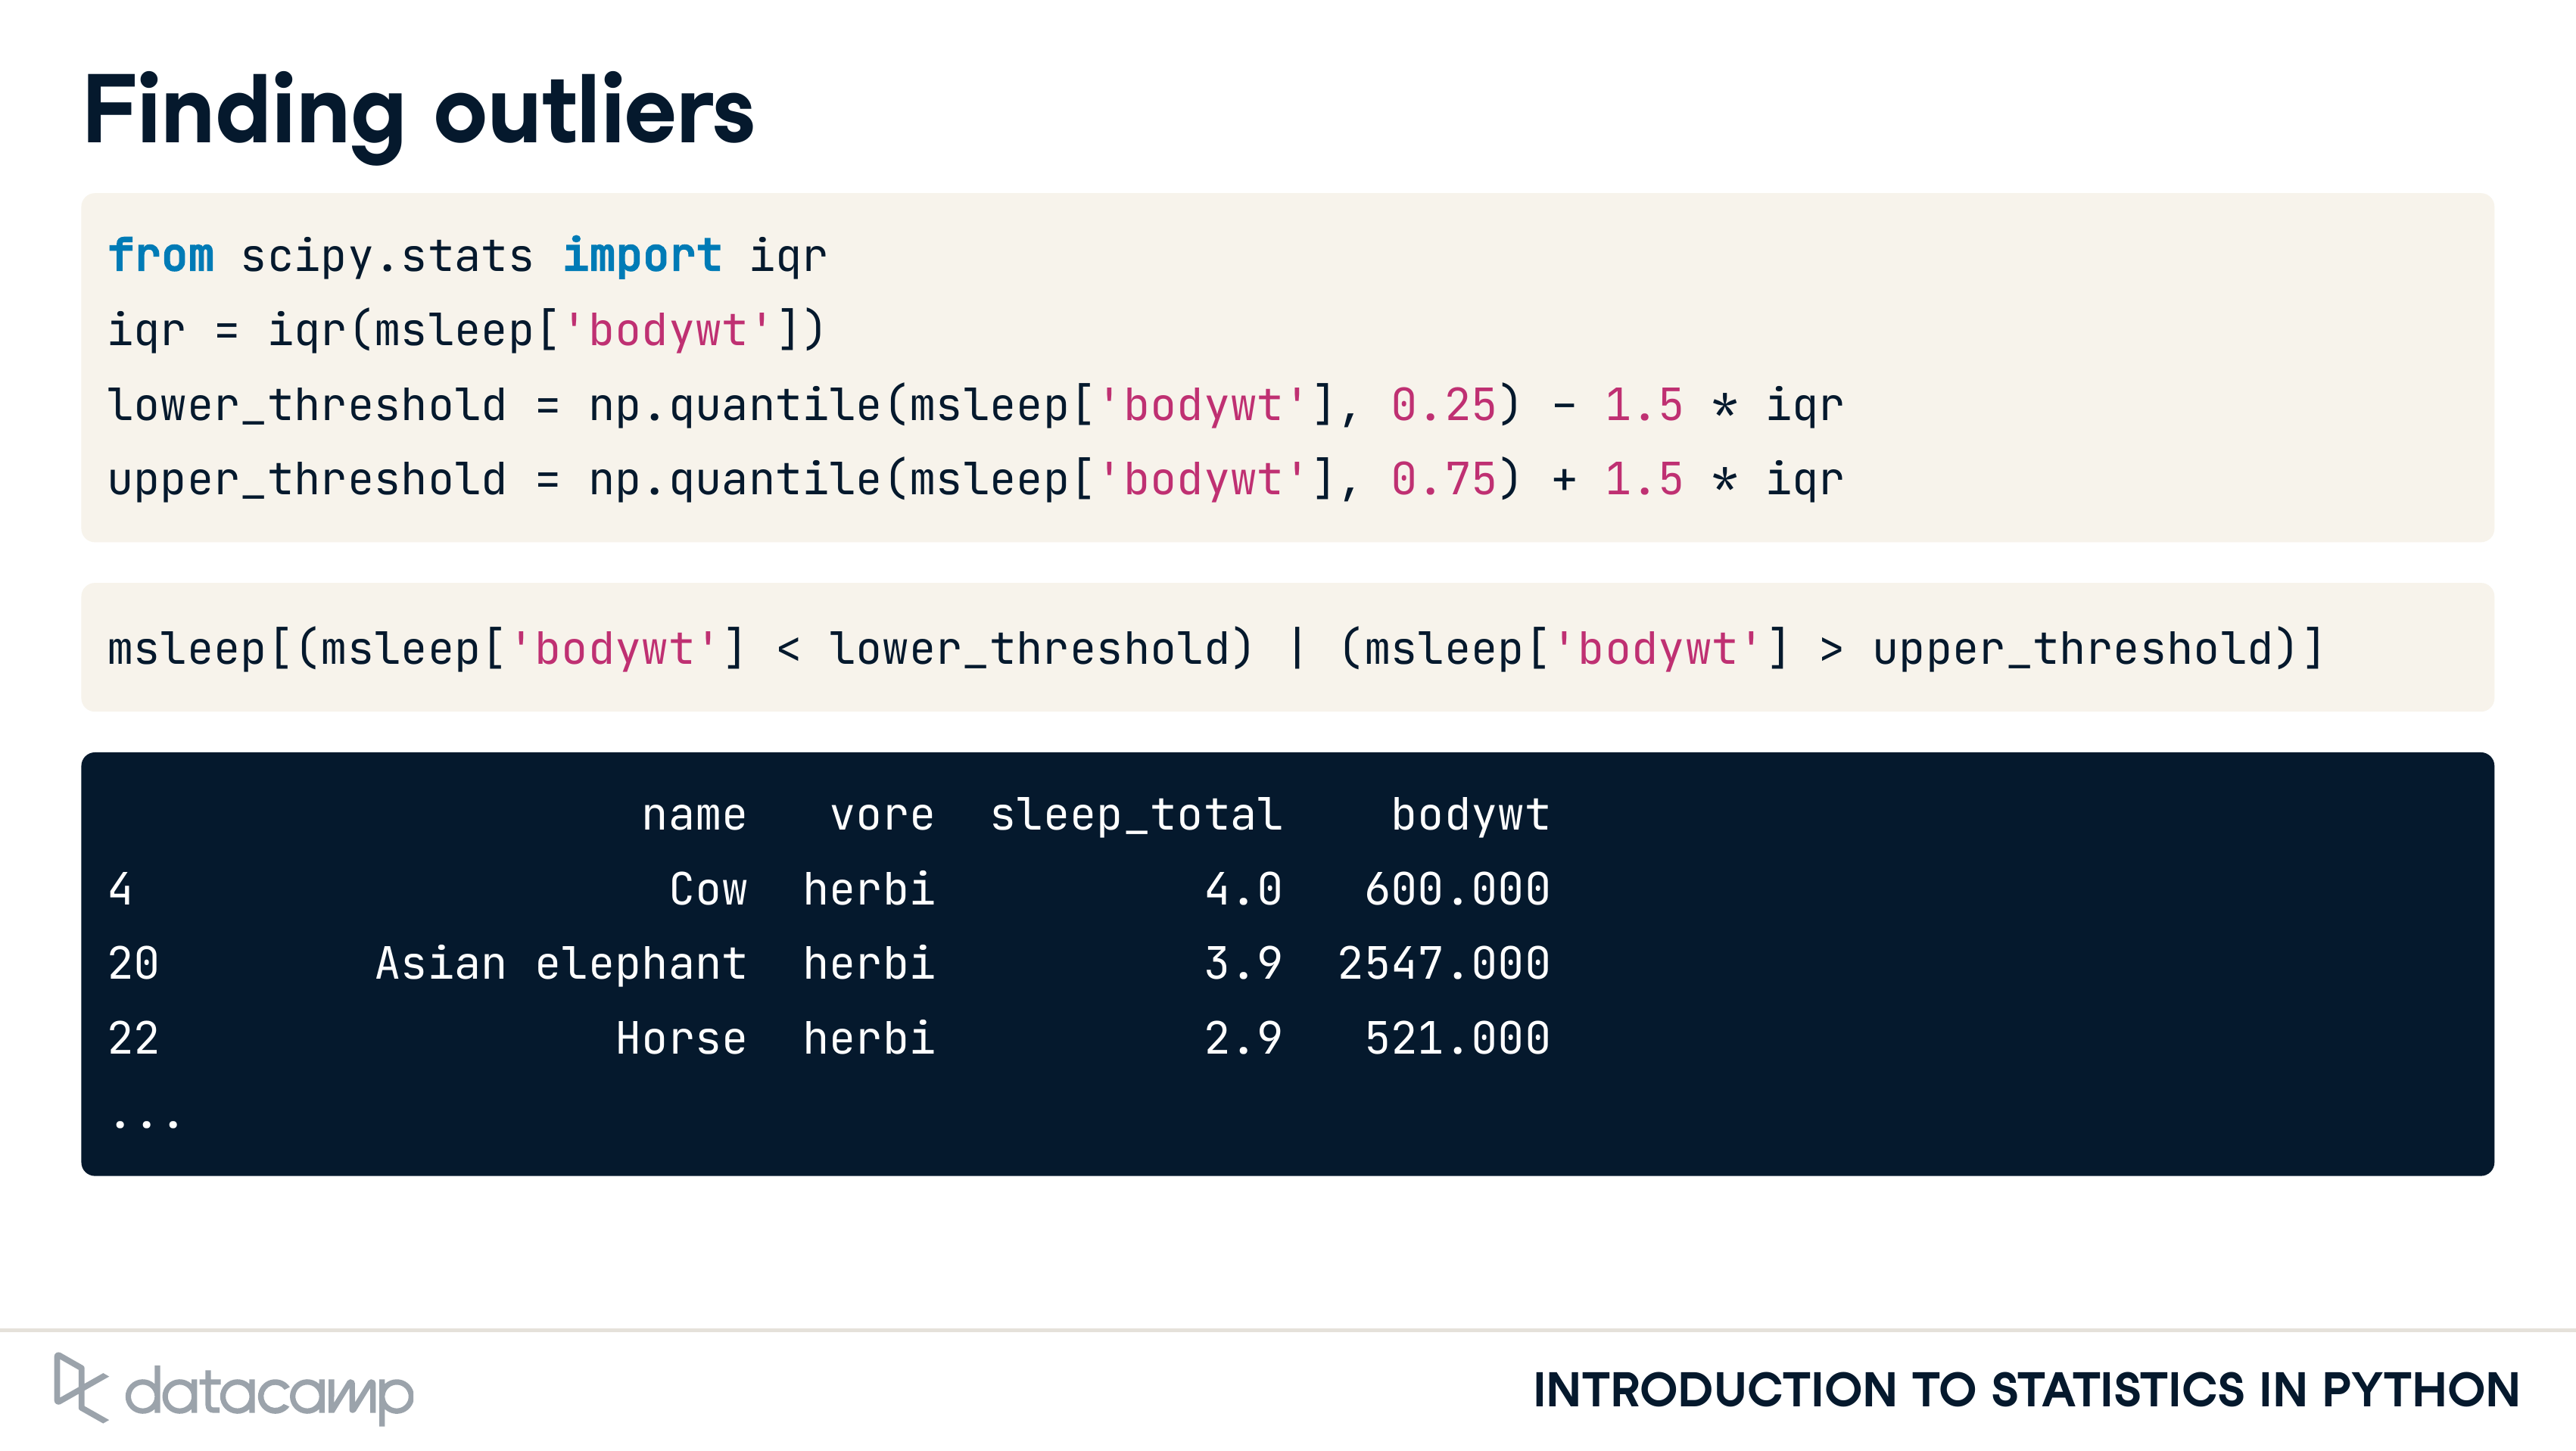 Finding outliers
from scipy.stats import iqr
iqr = iqr(msleep['bodywt'])
lower_threshold = np.quantile(msleep['bodywt'], 0.25) - 1.5 * iqr
upper_threshold = np.quantile(msleep['bodywt'], 0.75) + 1.5 * iqr
msleep[(msleep['bodywt'] < lower_threshold) | (msleep['bodywt'] > upper_threshold)]
name vore sleep_total bodywt
4 Cow herbi 4.0 600.000
20 Asian elephant herbi 3.9 2547.000
22 Horse herbi 2.9 521.000
...
datacamp
INTRODUCTION TO STATISTICS IN PYTHON